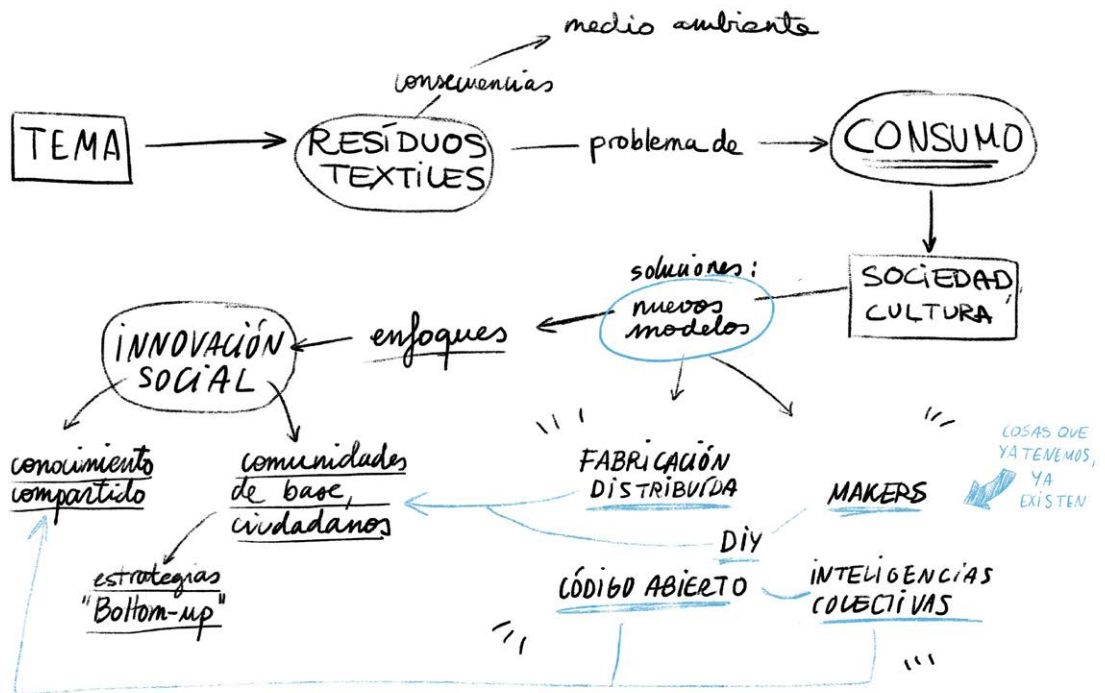 medio ambiente
consecuencias
TEMA
RESÍDUOS
TEXTILES
problema de
CONSUMO
SOCIEDAD,
CULTURA
soluciones:
nuevos
modelos
enfoques
INNOVACIÓN
SOCIAL
conocimiento
compartido
comunidades
de base,
ciudadanos
estrategias
"Bottom-up"
FABRICACIÓN
DISTRIBUÍDA
MAKERS
COSAS QUE
YA TENEMOS,
YA
EXISTEN
DIY
CÓDIGO ABIERTO
INTELIGENCIAS
COLECTIVAS